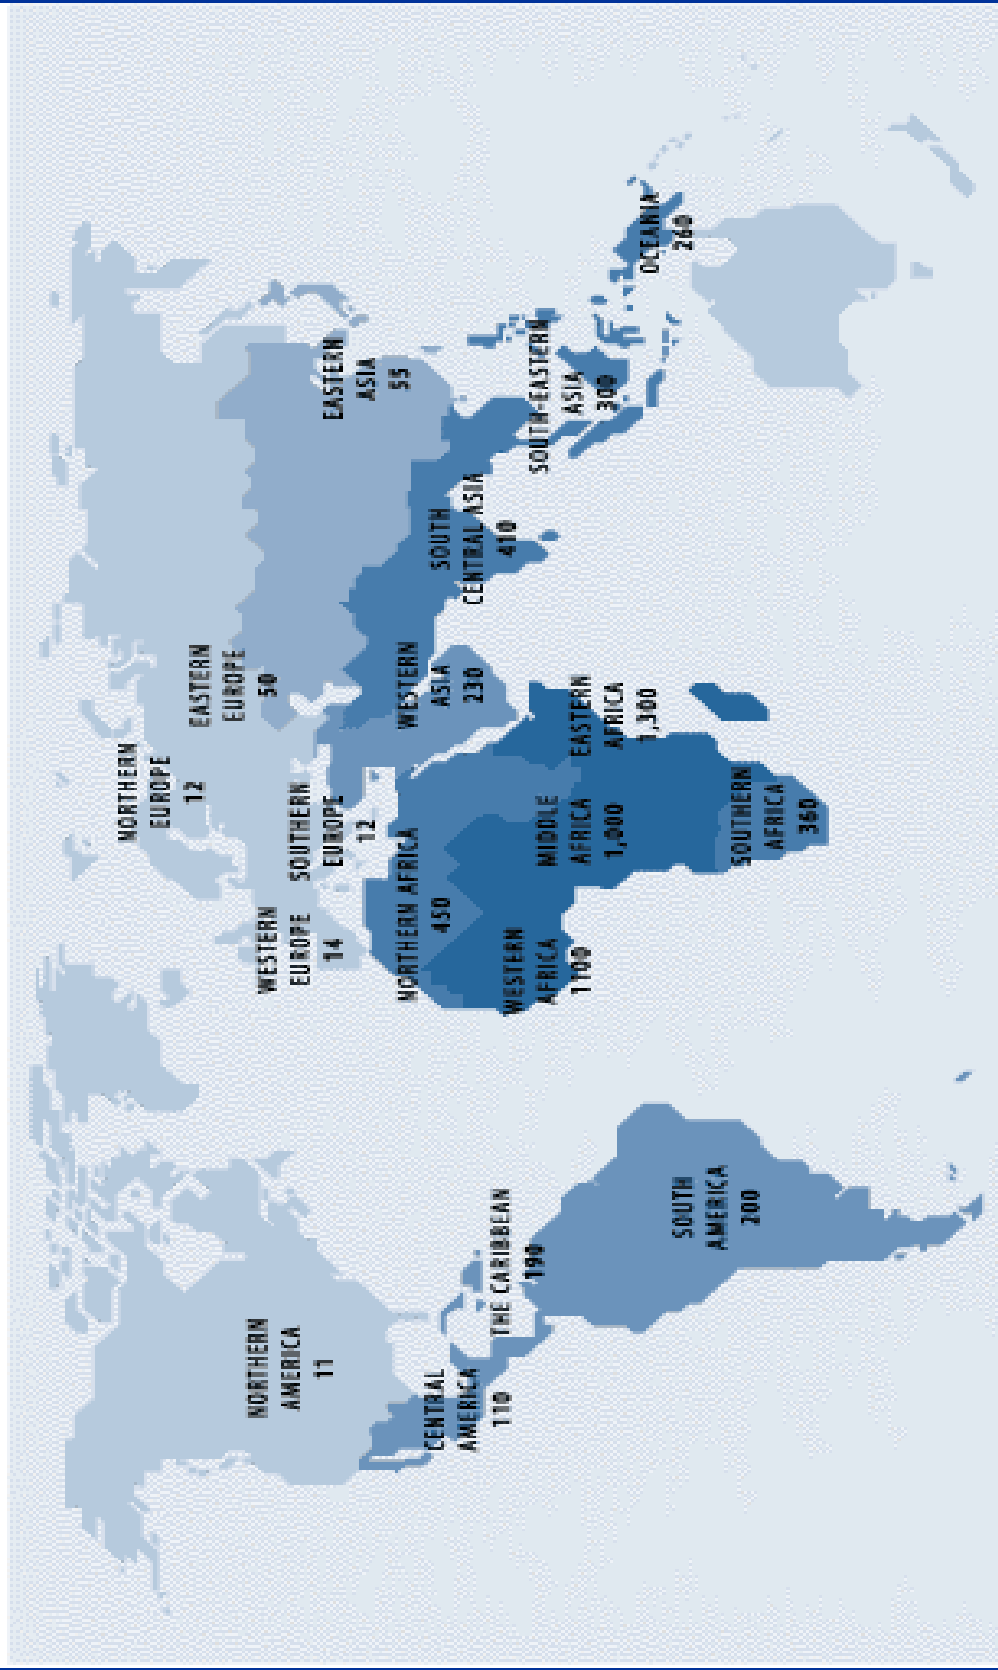 NORTHERN
AMERICA
11
CENTRAL
AMERICA
110
THE CARIBBEAN
190
SOUTH
AMERICA
200
NORTHERN
EUROPE
12
WESTERN
EUROPE
14
SOUTHERN
EUROPE
12
EASTERN
EUROPE
50
NORTHERN AFRICA
450
WESTERN
AFRICA
1100
MIDDLE
AFRICA
1,000
EASTERN
AFRICA
1,300
SOUTHERN
AFRICA
360
WESTERN
ASIA
230
SOUTH
CENTRAL ASIA
410
EASTERN
ASIA
55
SOUTH-EASTERN
ASIA
300
OCEANIA
260